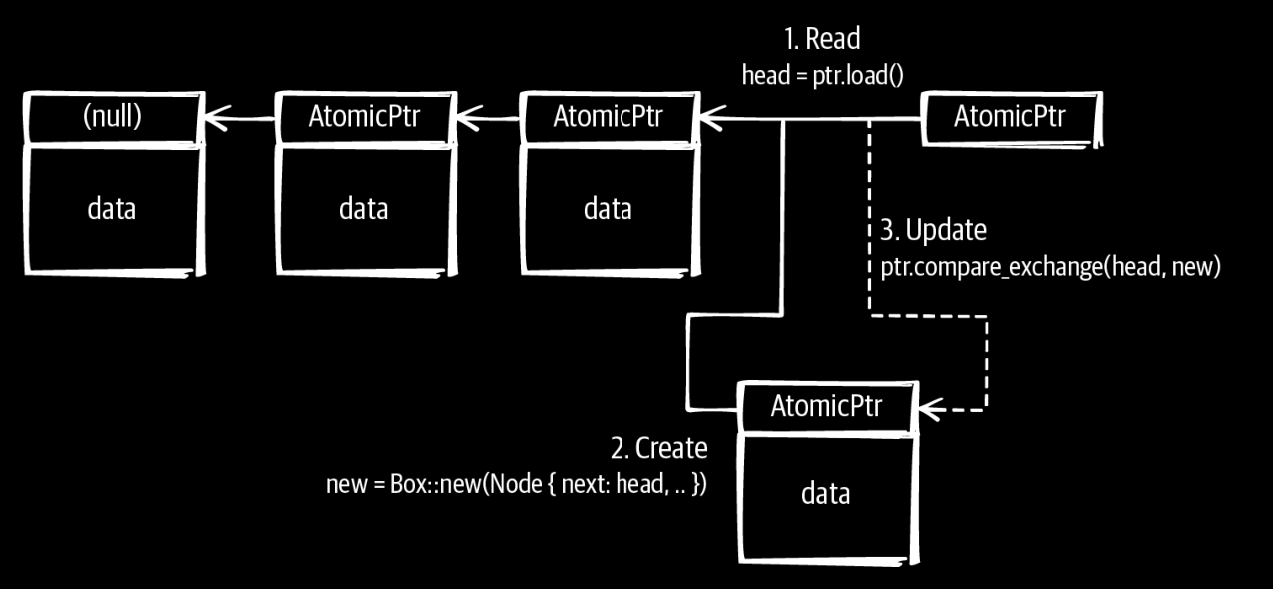 1. Read
head = ptr.load()
(null)
AtomicPtr
AtomicPtr
AtomicPtr
data
data
data
3. Update
ptr.compare_exchange(head, new)
AtomicPtr
2. Create
new = Box::new(Node { next: head, .. })
data